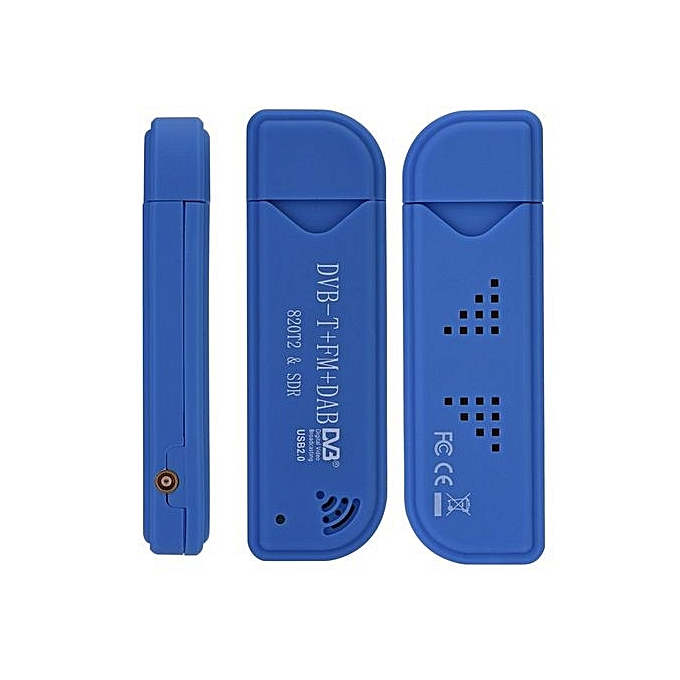 DVB-T+FM+DAB
820T2 & SDR
DVB®
Digital Video
Broadcasting
USB2.0
FC CE